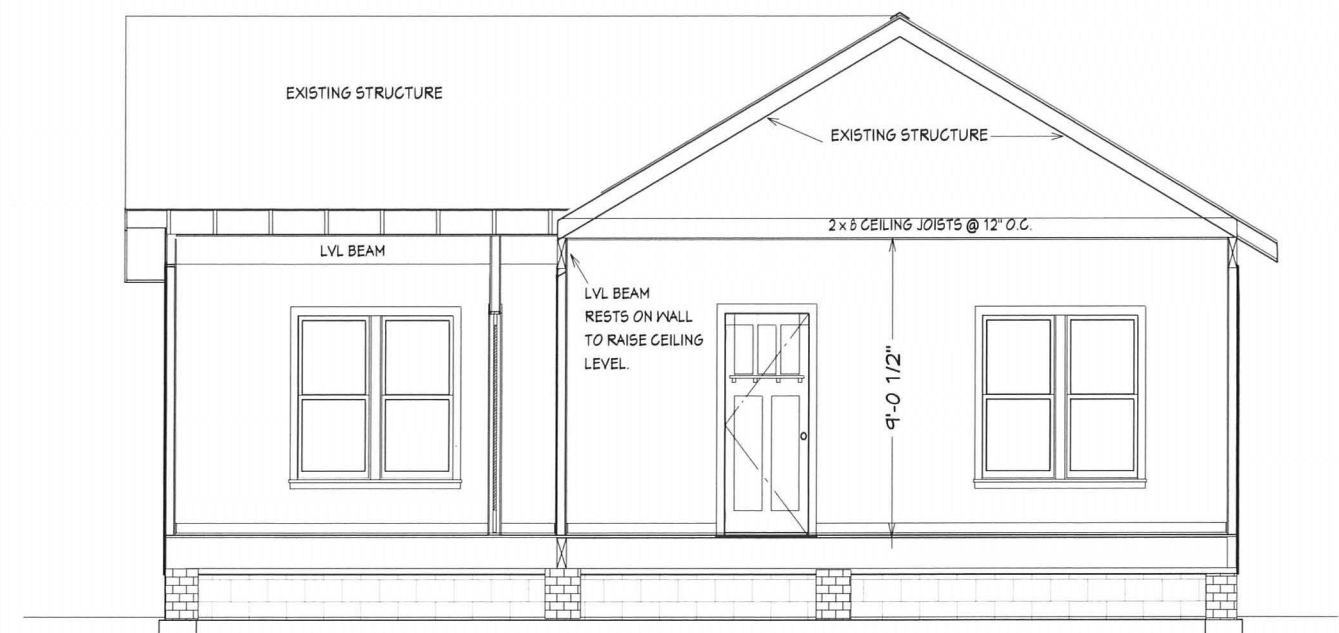 EXISTING STRUCTURE
EXISTING STRUCTURE
2 x 8 CEILING JOISTS @ 12" O.C.
LVL BEAM
LVL BEAM
RESTS ON WALL
TO RAISE CEILING
LEVEL.
9'-0 1/2"